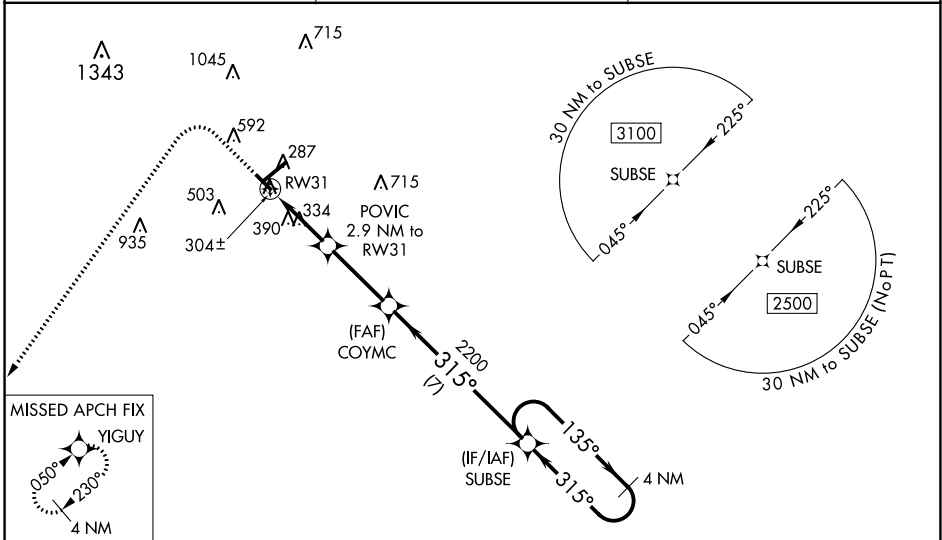 715
1343
1045
592
287
RW31
715
503
390
334
POVIC
2.9 NM to
RW31
935
304±
(FAF)
COYMC
2200
315°
(7)
(IF/IAF)
SUBSE
135°
315°
4 NM
30 NM to SUBSE
3100
225°
SUBSE
045°
225°
SUBSE
2500
045°
30 NM to SUBSE (NoPT)
MISSED APCH FIX
YIGUY
050°
230°
4 NM